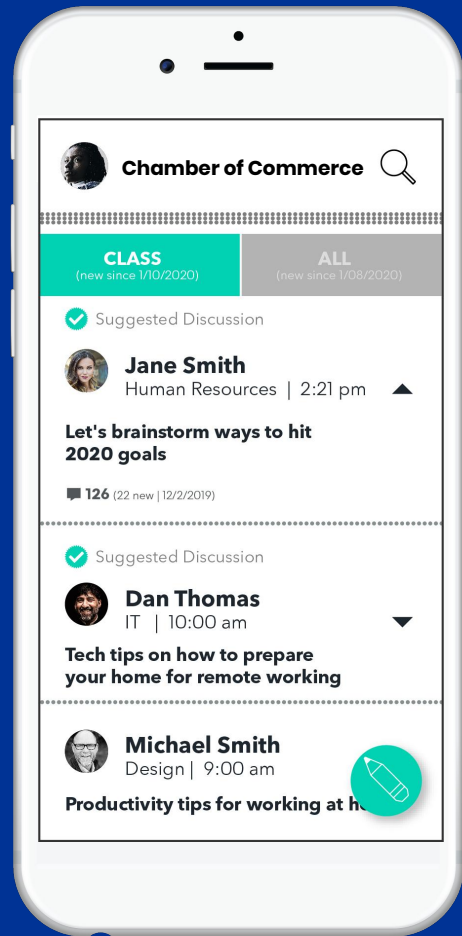 Chamber of Commerce
CLASS
(new since 1/10/2020)
ALL
(new since 1/08/2020)
Suggested Discussion
Jane Smith
Human Resources | 2:21 pm
Let's brainstorm ways to hit
2020 goals
126 (22 new | 12/2/2019)
Suggested Discussion
Dan Thomas
IT | 10:00 am
Tech tips on how to prepare
your home for remote working
Michael Smith
Design | 9:00 am
Productivity tips for working at